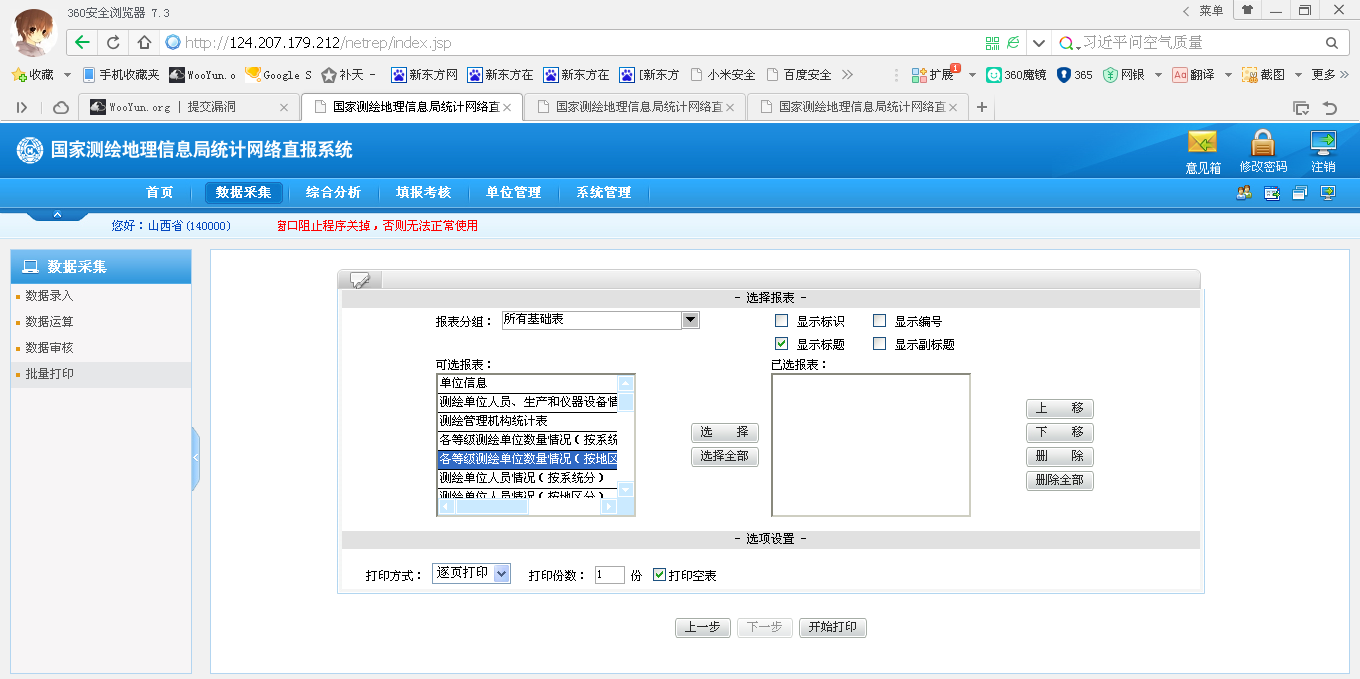 360安全浏览器 7.3
菜单
http://124.207.179.212/netrep/index.jsp
习近平问空气质量
收藏 手机收藏夹 WooYun.o Google S 补天 - 新东方网 新东方在 新东方在 [新东方 小米安全 百度安全 扩展 1 360魔镜 365 网银 Aa 翻译 截图 更多
WooYun.org | 提交漏洞 国家测绘地理信息局统计网络直 国家测绘地理信息局统计网络直 国家测绘地理信息局统计网络直
国家测绘地理信息局统计网络直报系统
意见箱 修改密码 注销
首页 数据采集 综合分析 填报考核 单位管理 系统管理
您好：山西省(140000) 窗口阻止程序关掉，否则无法正常使用
数据采集
数据录入
数据运算
数据审核
批量打印
- 选择报表 -
报表分组： 所有基础表 显示标识 显示编号
显示标题 显示副标题
可选报表： 已选报表：
单位信息
测绘单位人员、生产和仪器设备情
测绘管理机构统计表
各等级测绘单位数量情况（按系统
各等级测绘单位数量情况（按地区
测绘单位人员情况（按系统分）
测绘单位人员情况（按地区分）
选 择
选择全部
上 移
下 移
删 除
删除全部
- 选项设置 -
打印方式： 逐页打印 打印份数： 1 份 打印空表
上一步 下一步 开始打印